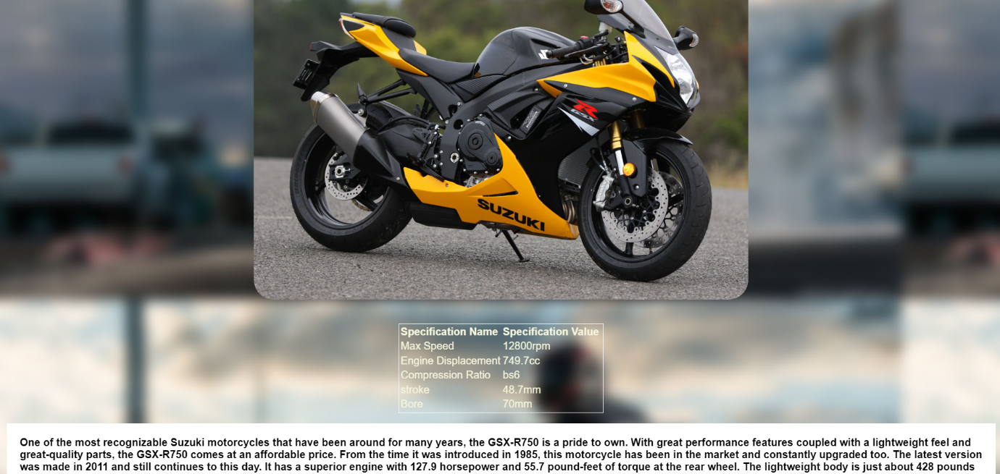 R
GSX
SUZUKI
Specification Name Specification Value
Max Speed 12800rpm
Engine Displacement 749.7cc
Compression Ratio bs6
stroke 48.7mm
Bore 70mm
One of the most recognizable Suzuki motorcycles that have been around for many years, the GSX-R750 is a pride to own. With great performance features coupled with a lightweight feel and
great-quality parts, the GSX-R750 comes at an affordable price. From the time it was introduced in 1985, this motorcycle has been in the market and constantly upgraded too. The latest version
was made in 2011 and still continues to this day. It has a superior engine with 127.9 horsepower and 55.7 pound-feet of torque at the rear wheel. The lightweight body is just about 428 pounds